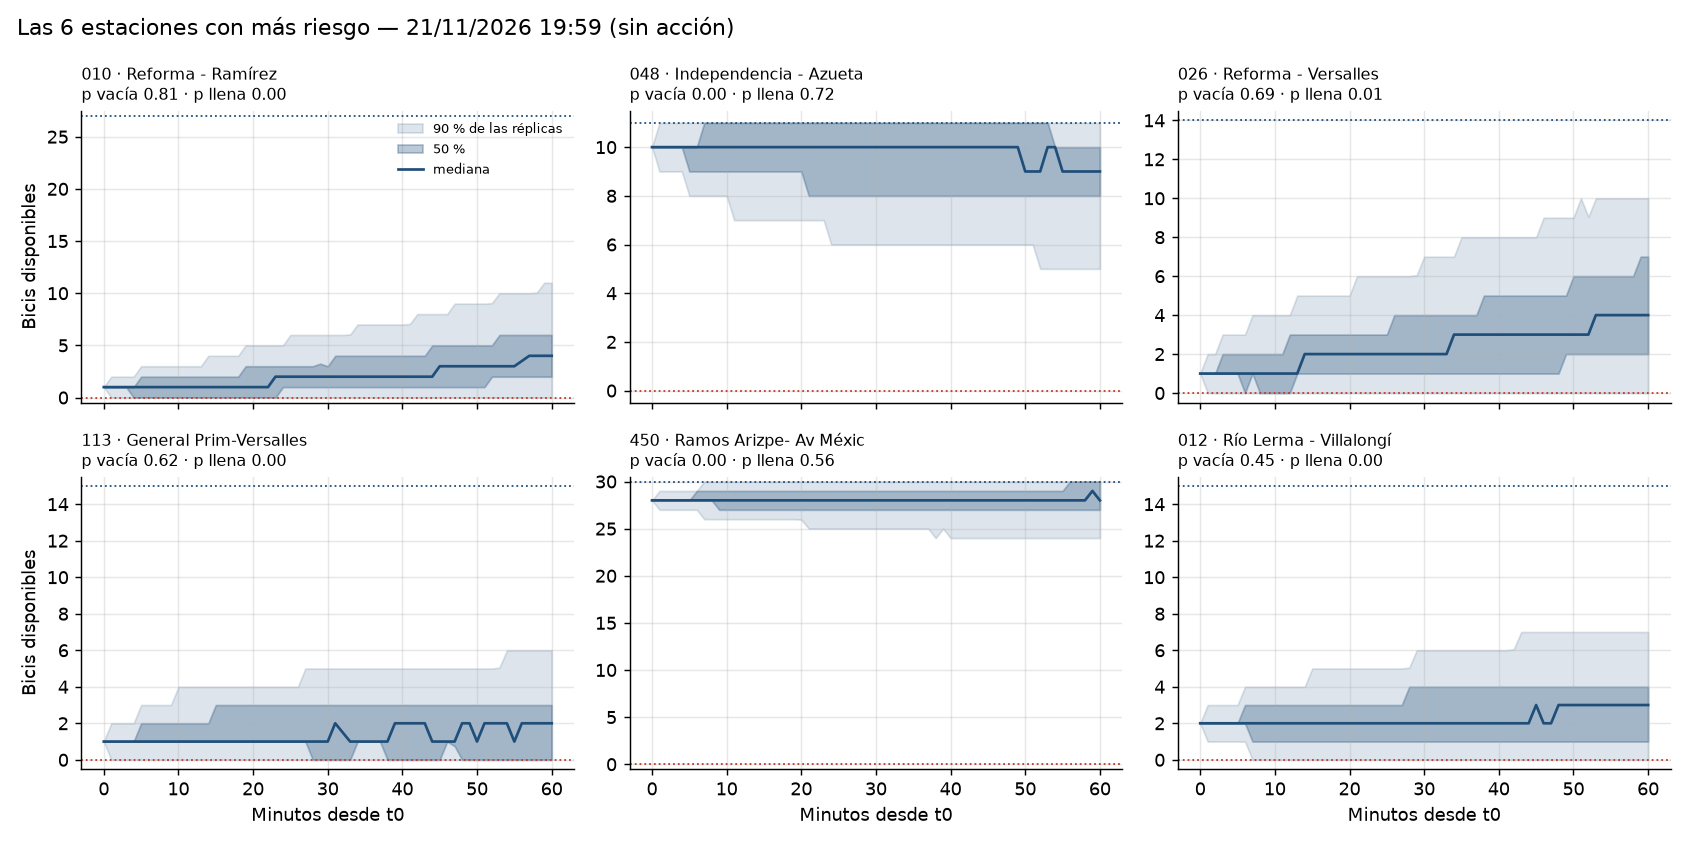 Las 6 estaciones con más riesgo — 21/11/2026 19:59 (sin acción)
010 · Reforma - Ramírez
p vacía 0.81 · p llena 0.00
25
20
15
10
5
0
Bicis disponibles
90 % de las réplicas
50 %
mediana
048 · Independencia - Azueta
p vacía 0.00 · p llena 0.72
10
8
6
4
2
0
026 · Reforma - Versalles
p vacía 0.69 · p llena 0.01
14
12
10
8
6
4
2
0
113 · General Prim-Versalles
p vacía 0.62 · p llena 0.00
14
12
10
8
6
4
2
0
Bicis disponibles
0 10 20 30 40 50 60
Minutos desde t0
450 · Ramos Arizpe- Av Méxic
p vacía 0.00 · p llena 0.56
30
25
20
15
10
5
0
0 10 20 30 40 50 60
Minutos desde t0
012 · Río Lerma - Villalongí
p vacía 0.45 · p llena 0.00
14
12
10
8
6
4
2
0
0 10 20 30 40 50 60
Minutos desde t0